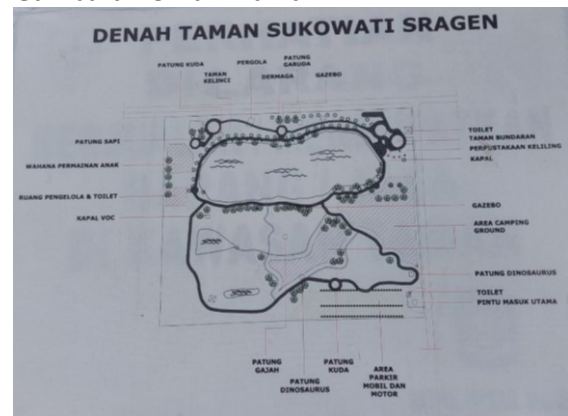 DENAH TAMAN SUKOWATI SRAGEN
PATUNG KUDA
TAMAN
KELINCI
PERGOLA
DERMAGA
PATUNG
GARUDA
GAZEBO
PATUNG SAPI
WAHANA PERMAINAN ANAK
RUANG PENGELOLA & TOILET
KAPAL VOC
TOILET
TAMAN BUNDARAN
PERPUSTAKAAN KELILING
KAPAL
GAZEBO
AREA CAMPING
GROUND
PATUNG DINOSAURUS
TOILET
PINTU MASUK UTAMA
PATUNG
GAJAH
PATUNG
DINOSAURUS
PATUNG
KUDA
AREA
PARKIR
MOBIL DAN
MOTOR